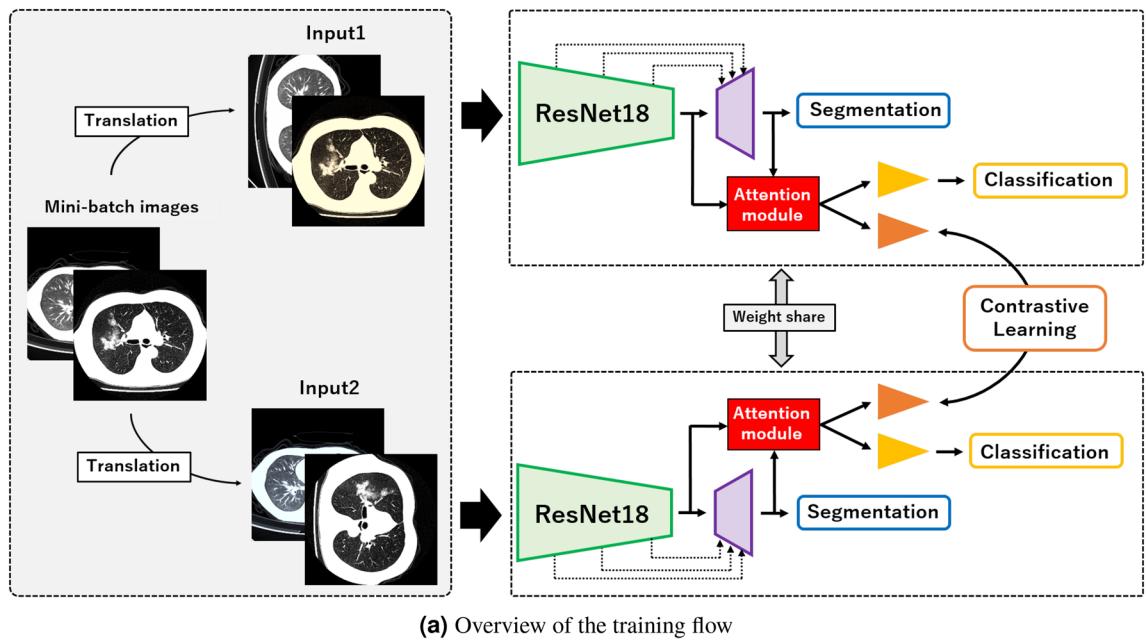 Input1
Translation
Mini-batch images
Input2
Translation
ResNet18
Segmentation
Attention
module
Classification
Weight share
Contrastive
Learning
Attention
module
Classification
ResNet18
Segmentation
(a) Overview of the training flow